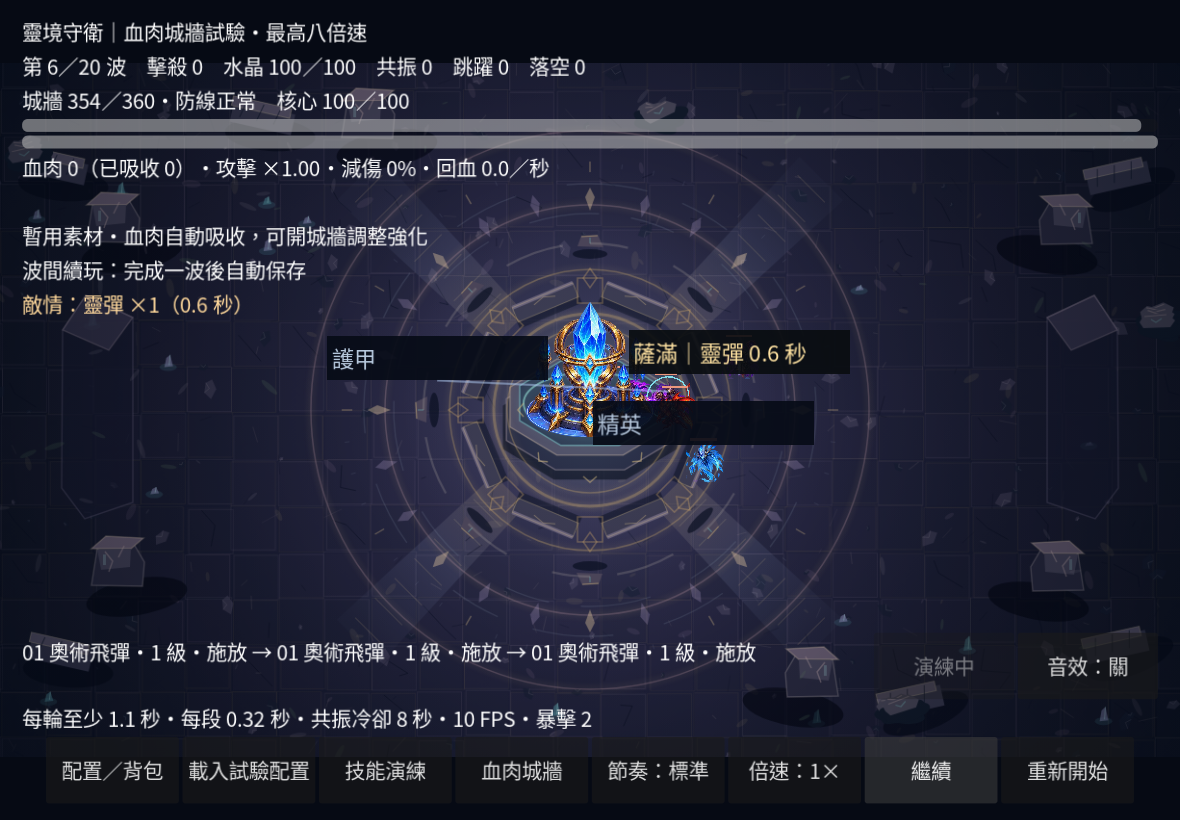 靈境守衛｜血肉城牆試驗・最高八倍速
第 6／20 波　擊殺 0　水晶 100／100　共振 0　跳躍 0　落空 0
城牆 354／360・防線正常　核心 100／100
血肉 0（已吸收 0）・攻擊 ×1.00・減傷 0%・回血 0.0／秒
暫用素材・血肉自動吸收，可開城牆調整強化
波間續玩：完成一波後自動保存
敵情：靈彈 ×1（0.6 秒）
薩滿｜靈彈 0.6 秒
護甲
精英
01 奧術飛彈・1 級・施放 → 01 奧術飛彈・1 級・施放 → 01 奧術飛彈・1 級・施放
演練中
音效：關
每輪至少 1.1 秒・每段 0.32 秒・共振冷卻 8 秒・10 FPS・暴擊 2
配置／背包
載入試驗配置
技能演練
血肉城牆
節奏：標準
倍速：1×
繼續
重新開始